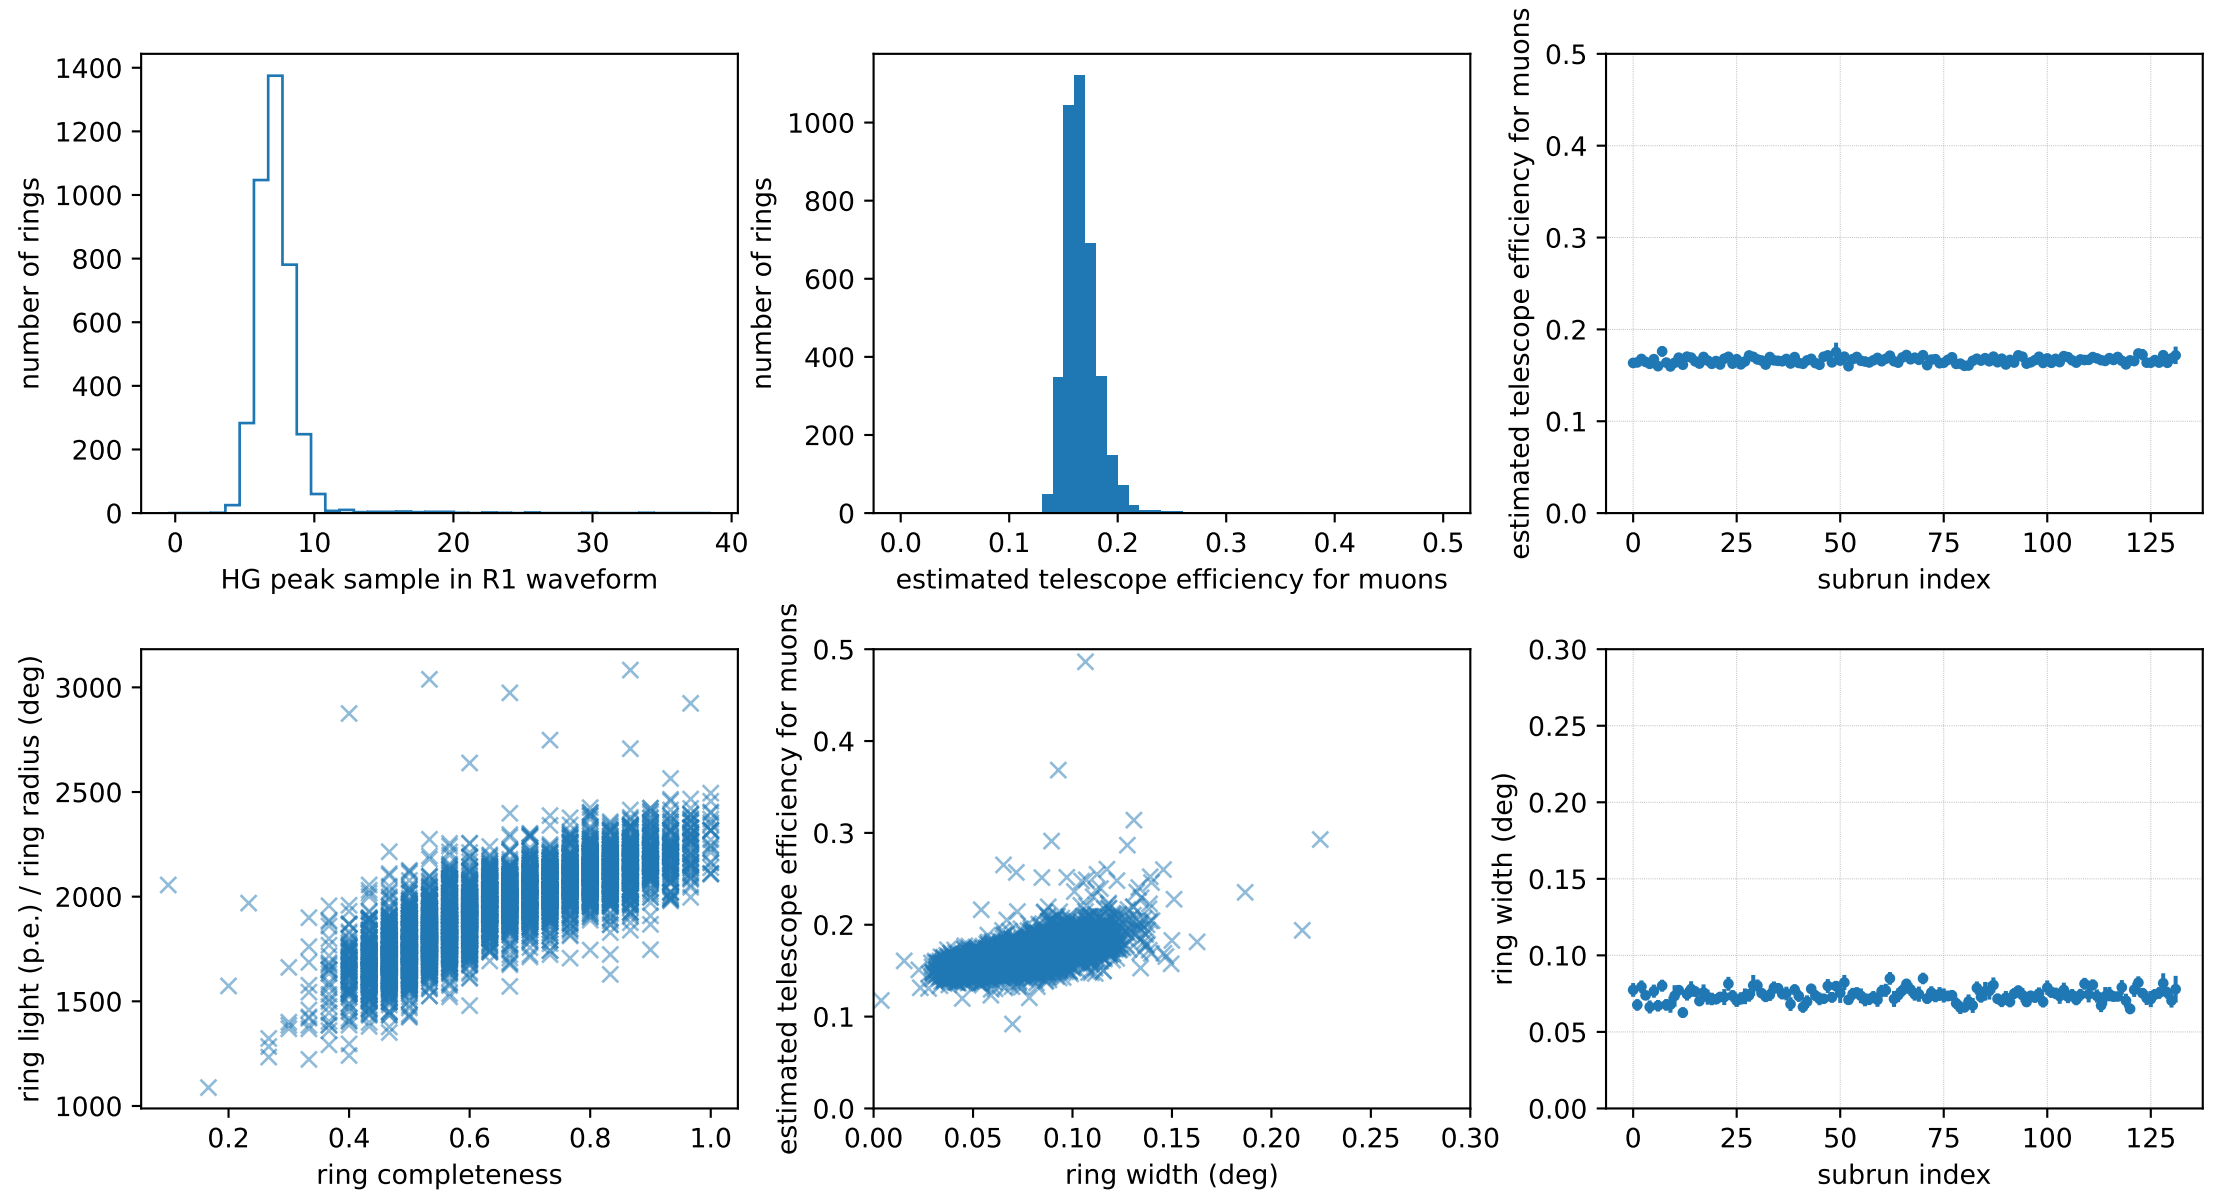 1400
1200
1000
800
600
400
200
0
number of rings
0 10 20 30 40
HG peak sample in R1 waveform
1000
800
600
400
200
0
number of rings
0.0 0.1 0.2 0.3 0.4 0.5
estimated telescope efficiency for muons
0.5
0.4
0.3
0.2
0.1
0.0
estimated telescope efficiency for muons
0 25 50 75 100 125
subrun index
3000
2500
2000
1500
1000
ring light (p.e.) / ring radius (deg)
0.2 0.4 0.6 0.8 1.0
ring completeness
0.5
0.4
0.3
0.2
0.1
0.0
estimated telescope efficiency for muons
0.00 0.05 0.10 0.15 0.20 0.25 0.30
ring width (deg)
0.30
0.25
0.20
0.15
0.10
0.05
0.00
ring width (deg)
0 25 50 75 100 125
subrun index